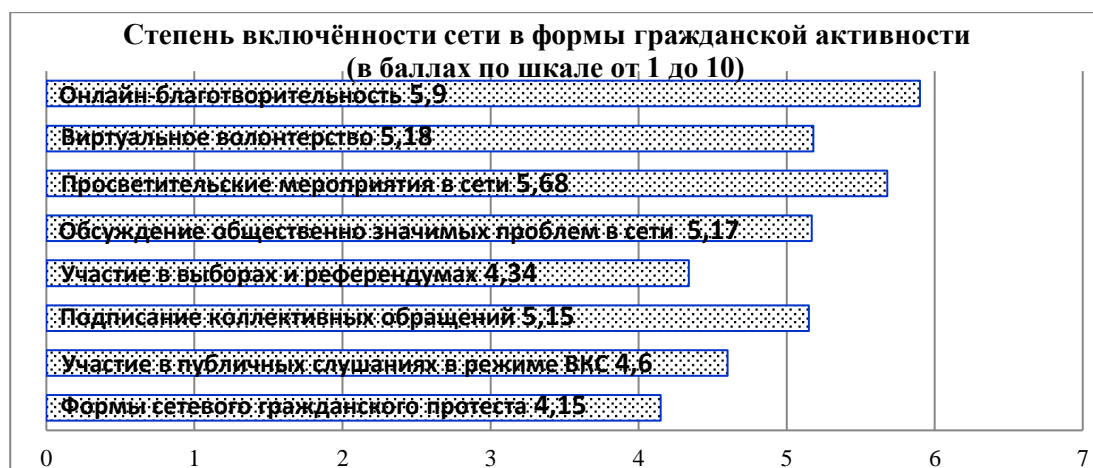 Степень включённости сети в формы гражданской активности
(в баллах по шкале от 1 до 10)
Онлайн-благотворительность 5,9
Виртуальное волонтерство 5,18
Просветительские мероприятия в сети 5,68
Обсуждение общественно значимых проблем в сети 5,17
Участие в выборах и референдумах 4,34
Подписание коллективных обращений 5,15
Участие в публичных слушаниях в режиме ВКС 4,6
Формы сетевого гражданского протеста 4,15
0 1 2 3 4 5 6 7